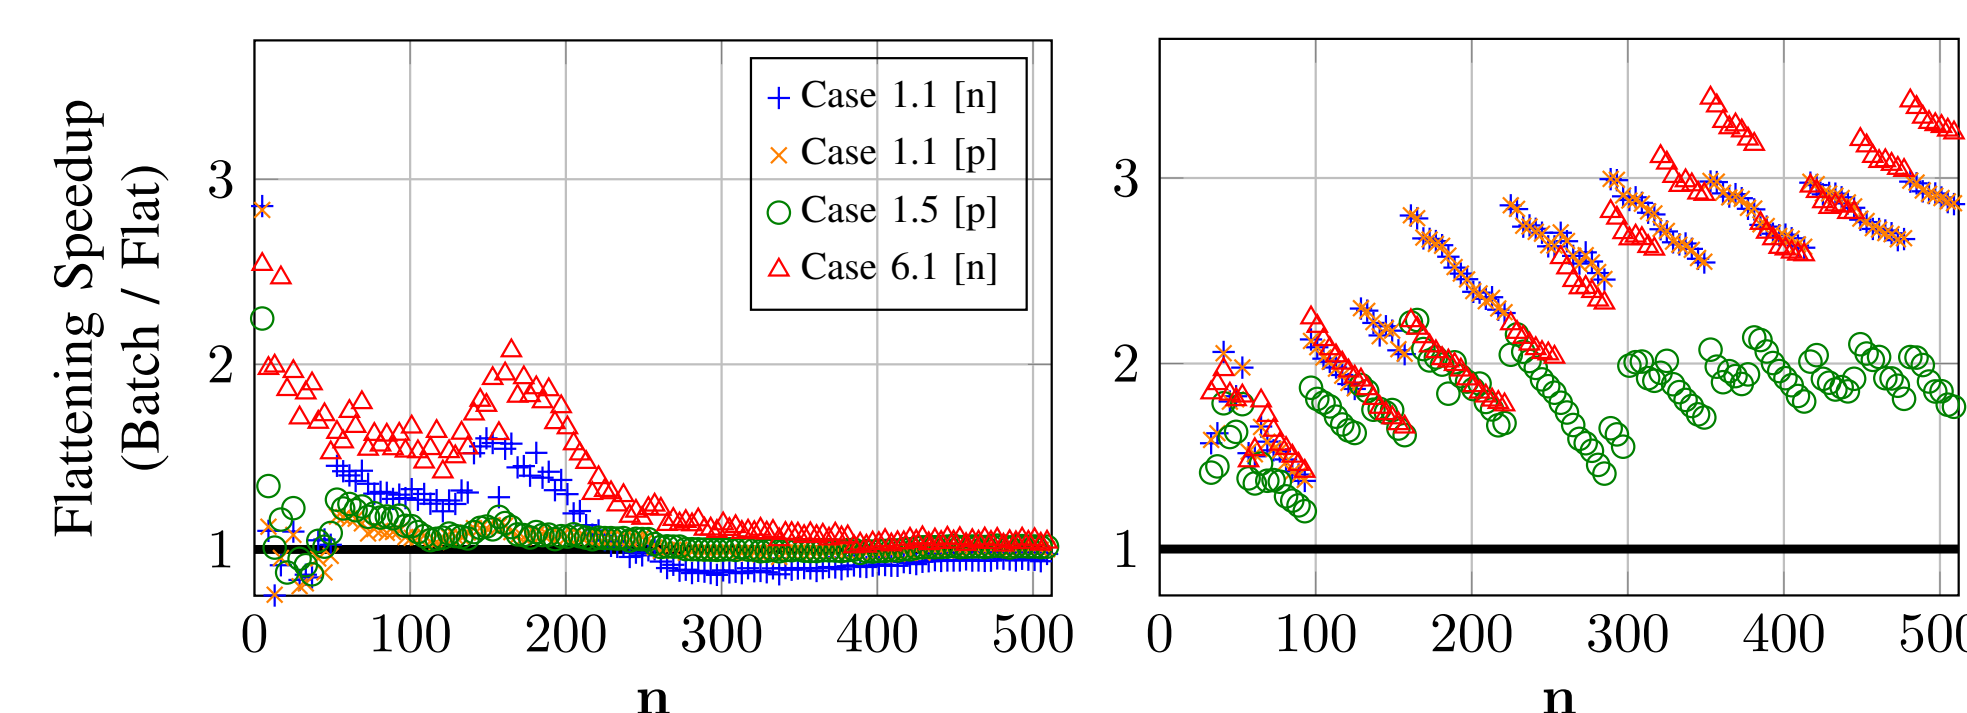 Flattening Speedup
(Batch / Flat)
3
2
1
0 100 200 300 400 500
n
Case 1.1 [n]
Case 1.1 [p]
Case 1.5 [p]
Case 6.1 [n]
3
2
1
0 100 200 300 400 500
n